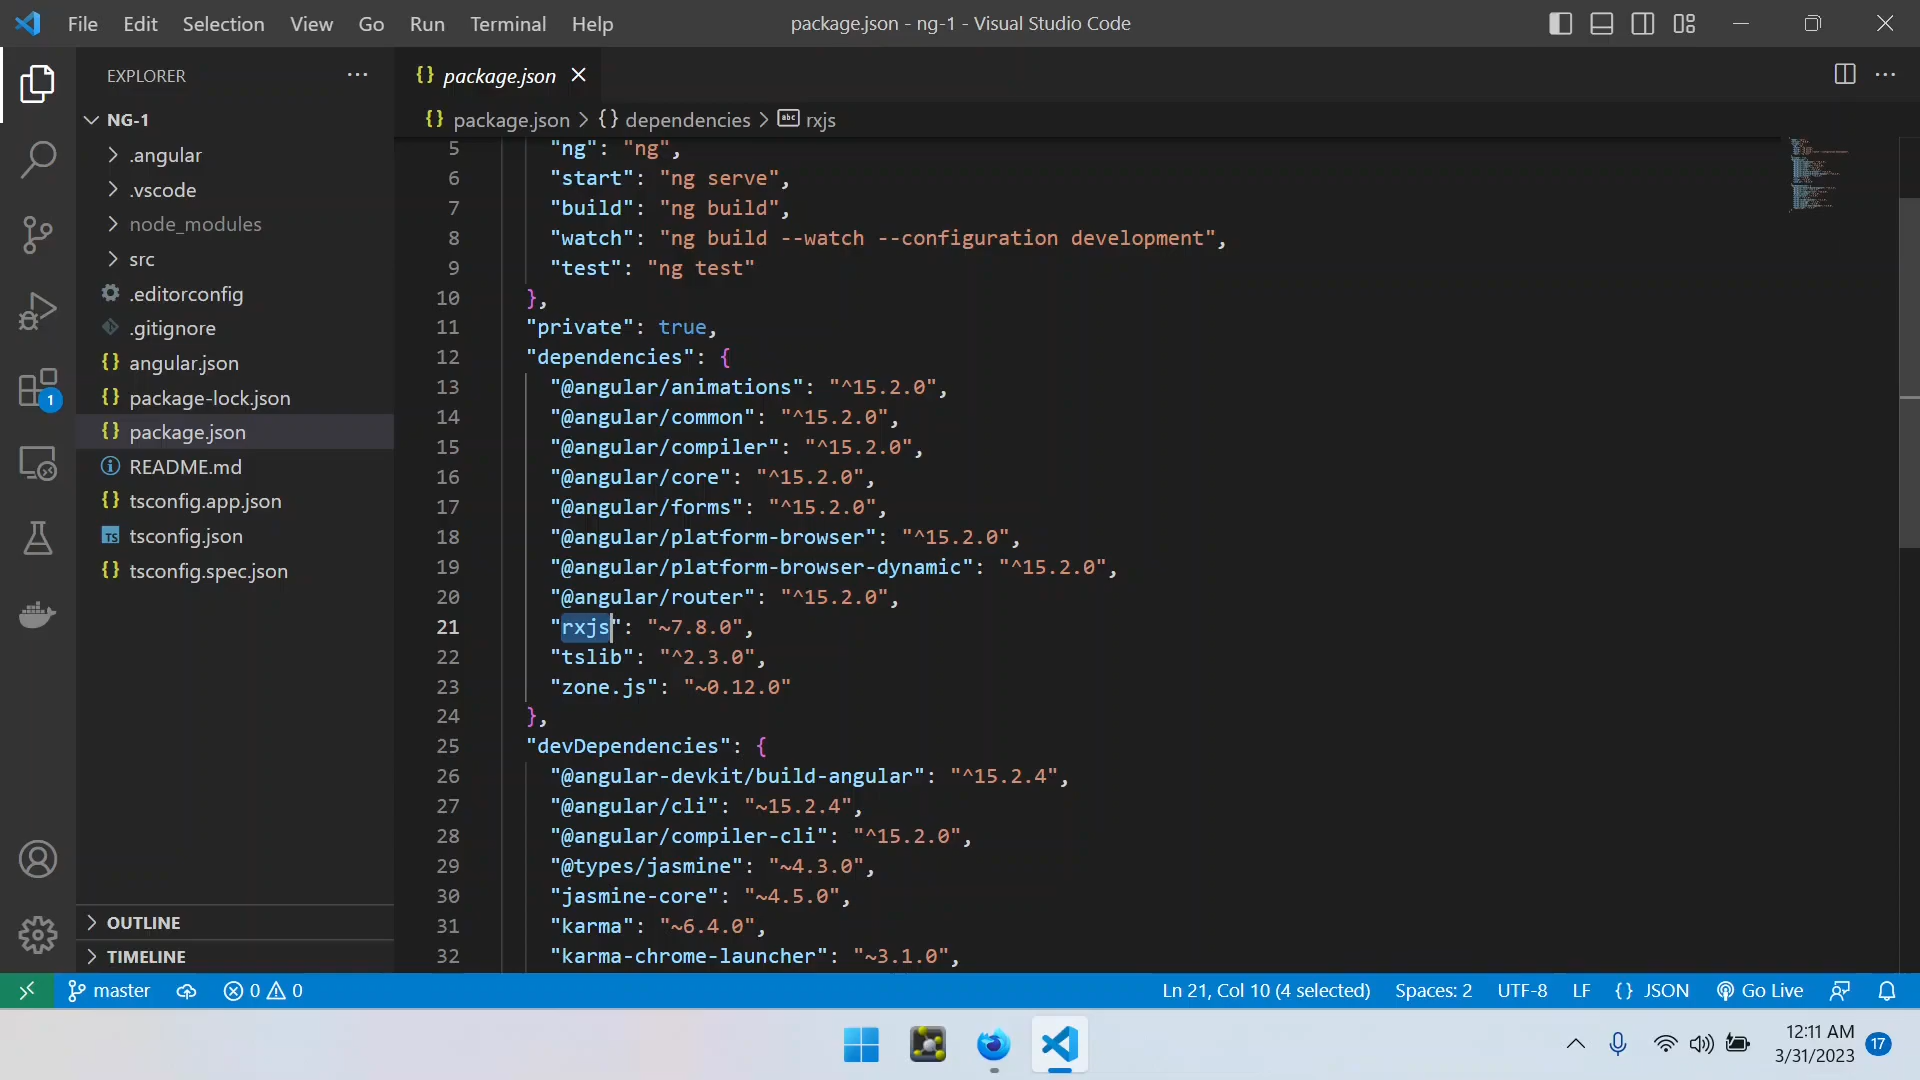 File Edit Selection View Go Run Terminal Help
package.json - ng-1 - Visual Studio Code
EXPLORER
NG-1
.angular
.vscode
node_modules
src
.editorconfig
.gitignore
angular.json
package-lock.json
package.json
README.md
tsconfig.app.json
TS tsconfig.json
tsconfig.spec.json
OUTLINE
TIMELINE
1
{} package.json
{} package.json > {} dependencies > abc rxjs
5 "ng": "ng",
6 "start": "ng serve",
7 "build": "ng build",
8 "watch": "ng build --watch --configuration development",
9 "test": "ng test"
10 },
11 "private": true,
12 "dependencies": {
13 "@angular/animations": "^15.2.0",
14 "@angular/common": "^15.2.0",
15 "@angular/compiler": "^15.2.0",
16 "@angular/core": "^15.2.0",
17 "@angular/forms": "^15.2.0",
18 "@angular/platform-browser": "^15.2.0",
19 "@angular/platform-browser-dynamic": "^15.2.0",
20 "@angular/router": "^15.2.0",
21 "rxjs": "~7.8.0",
22 "tslib": "^2.3.0",
23 "zone.js": "~0.12.0"
24 },
25 "devDependencies": {
26 "@angular-devkit/build-angular": "^15.2.4",
27 "@angular/cli": "~15.2.4",
28 "@angular/compiler-cli": "^15.2.0",
29 "@types/jasmine": "~4.3.0",
30 "jasmine-core": "~4.5.0",
31 "karma": "~6.4.0",
32 "karma-chrome-launcher": "~3.1.0",
master 0 0 Ln 21, Col 10 (4 selected) Spaces: 2 UTF-8 LF {} JSON Go Live
12:11 AM
3/31/2023
17